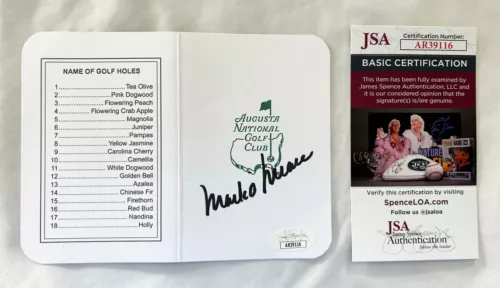 NAME OF GOLF HOLES
1 Tea Olive
2 Pink Dogwood
3 Flowering Peach
4 Flowering Crab Apple
5 Magnolia
6 Juniper
7 Pampas
8 Yellow Jasmine
9 Carolina Cherry
10 Camellia
11 White Dogwood
12 Golden Bell
13 Azalea
14 Chinese Fir
15 Firethorn
16 Red Bud
17 Nandina
18 Holly
AUGUSTA
NATIONAL
GOLF
CLUB
Mark O'Meara
AR39116
JSA
Certification Number:
AR39116
BASIC CERTIFICATION
This item has been fully examined by
James Spence Authentication, LLC and
it is our considered opinion that the
signature(s) is/are genuine.
Verify this certification by visiting
SpenceLOA.com
Follow us @jsaloa
JSA
James Spence
Authentication